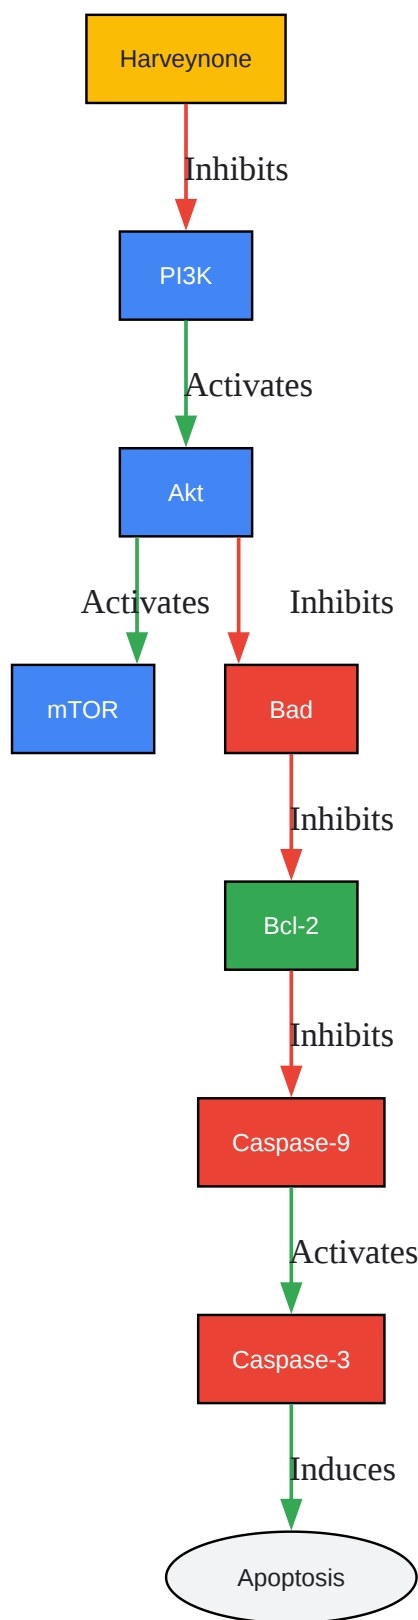 Harveynone
Inhibits
PI3K
Activates
Akt
Activates
Inhibits
mTOR
Bad
Inhibits
Bcl-2
Inhibits
Caspase-9
Activates
Caspase-3
Induces
Apoptosis